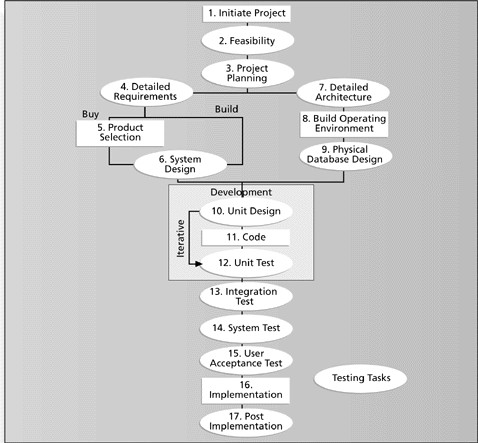 1. Initiate Project
2. Feasibility
3. Project
Planning
4. Detailed
Requirements
7. Detailed
Architecture
Buy
Build
5. Product
Selection
8. Build Operating
Environment
6. System
Design
9. Physical
Database Design
Development
10. Unit Design
Iterative
11. Code
12. Unit Test
13. Integration
Test
14. System Test
15. User
Acceptance Test
Testing Tasks
16.
Implementation
17. Post
Implementation